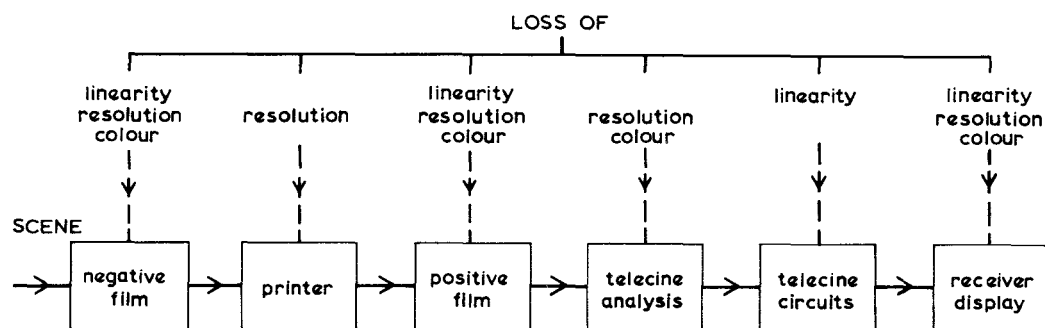 LOSS OF
linearity
resolution
colour
resolution
linearity
resolution
colour
resolution
colour
linearity
linearity
resolution
colour
SCENE
negative
film
printer
positive
film
telecine
analysis
telecine
circuits
receiver
display